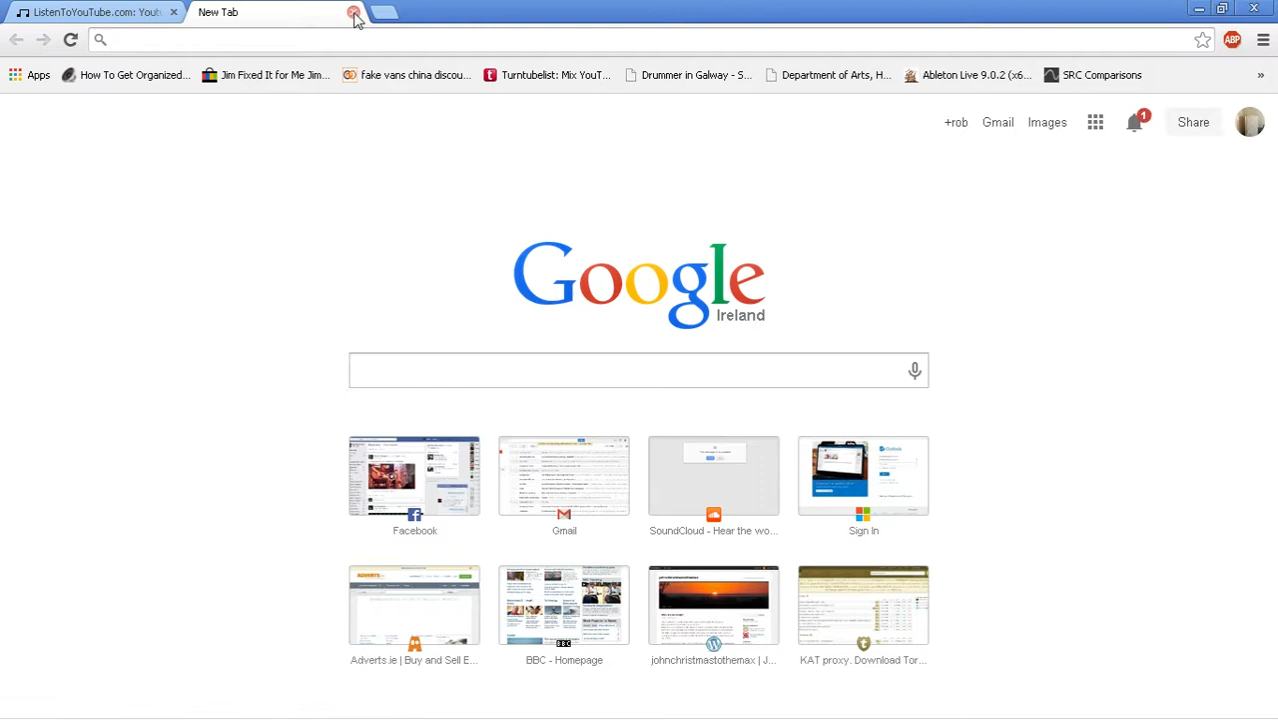 ListenToYouTube.com: Yout
New Tab
ABP
Apps
How To Get Organized...
Jim Fixed It for Me Jim...
fake vans china discou...
Turntubelist: Mix YouT...
Drummer in Galway - S...
Department of Arts, H...
Ableton Live 9.0.2 (x6...
SRC Comparisons
»
+rob
Gmail
Images
1
Share
Google
Ireland
Facebook
Gmail
SoundCloud - Hear the wo...
Sign In
Adverts.ie | Buy and Sell E...
BBC - Homepage
johnchristmastothemax | J...
KAT proxy. Download Tor...